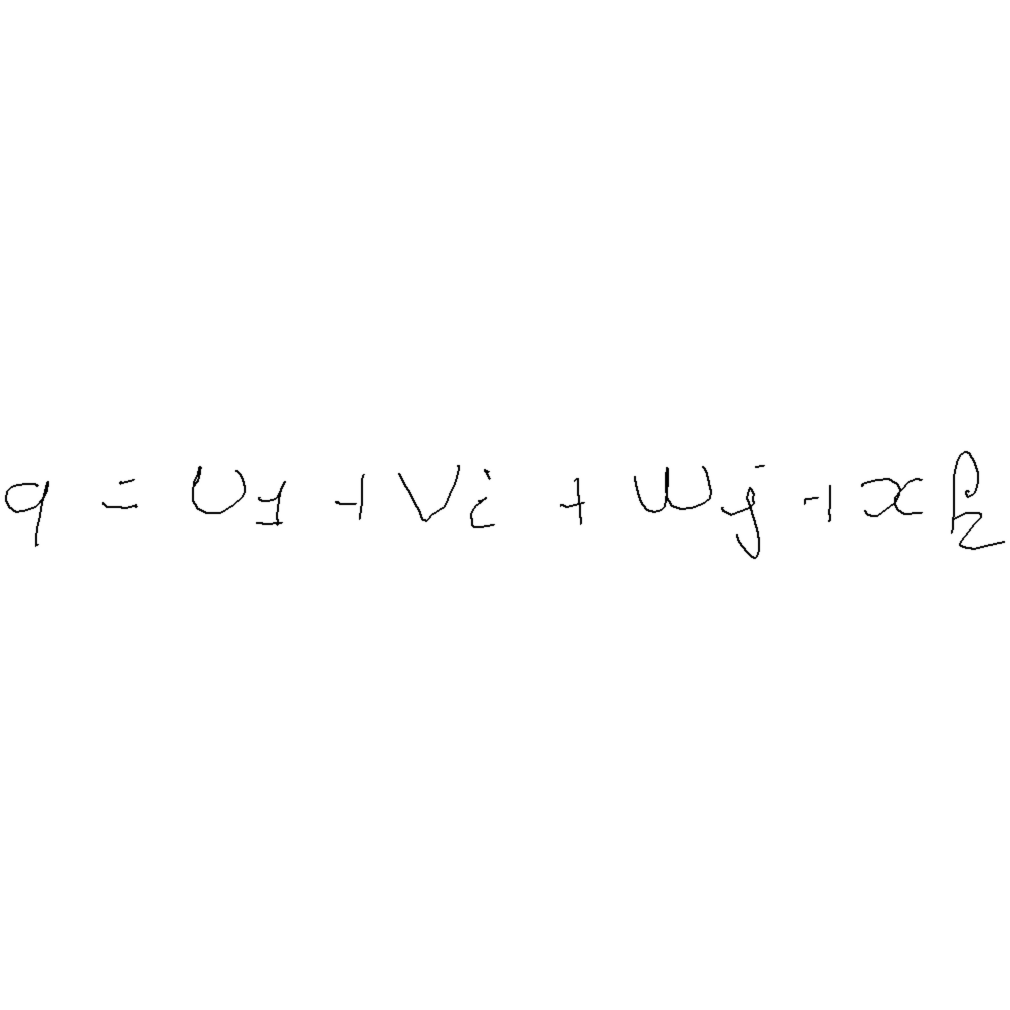 q = u1 + vi + wj + xk